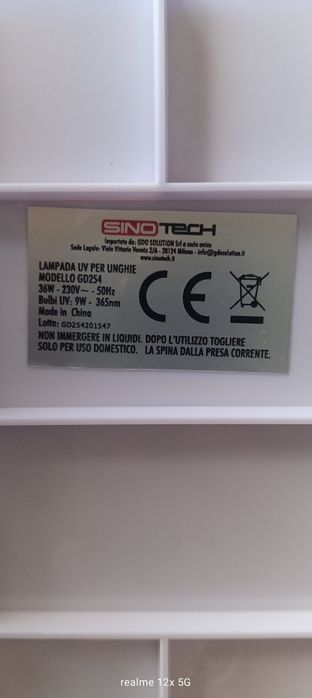 SINOTECH
Importato da: GDO SOLUTION Srl a socio unico
Sede Legale: Viale Vittorio Veneto 2/A - 20124 Milano - info@gdosolution.it
www.sinotech.it
LAMPADA UV PER UNGHIE
MODELLO GD254
36W - 230V ~ - 50Hz
Bulbi UV: 9W - 365nm
Made in China
Lotto: GD254201547
CE
NON IMMERGERE IN LIQUIDI. DOPO L'UTILIZZO TOGLIERE
SOLO PER USO DOMESTICO. LA SPINA DALLA PRESA CORRENTE.
realme 12x 5G